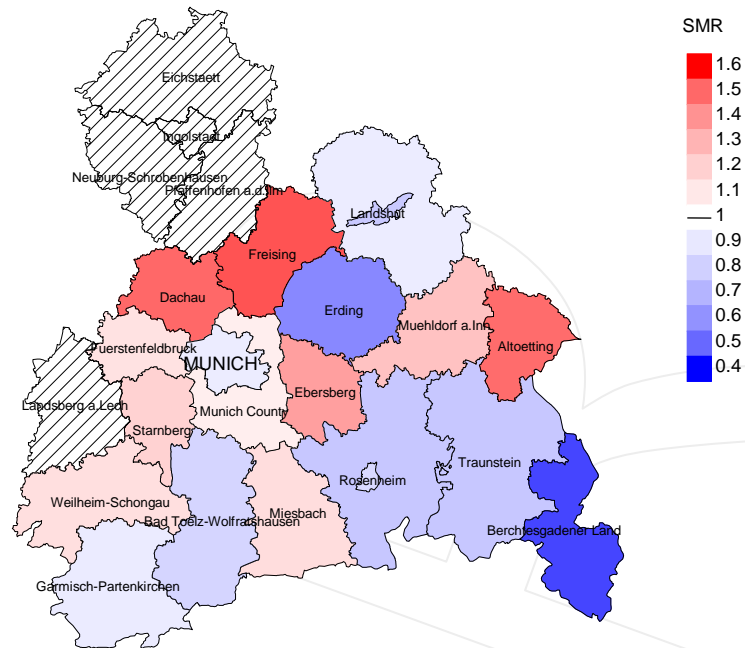 SMR
1.6
1.5
1.4
1.3
1.2
1.1
1
0.9
0.8
0.7
0.6
0.5
0.4
Eichstaett
Ingolstadt
Neuburg-Schrobenhausen
Pfaffenhofen a.d.Ilm
Landshut
Freising
Dachau
Erding
Muehldorf a.Inn
Altoetting
Fuerstenfeldbruck
MUNICH
Ebersberg
Landsberg a.Lech
Munich County
Starnberg
Traunstein
Rosenheim
Weilheim-Schongau
Miesbach
Bad Toelz-Wolfratshausen
Berchtesgadener Land
Garmisch-Partenkirchen